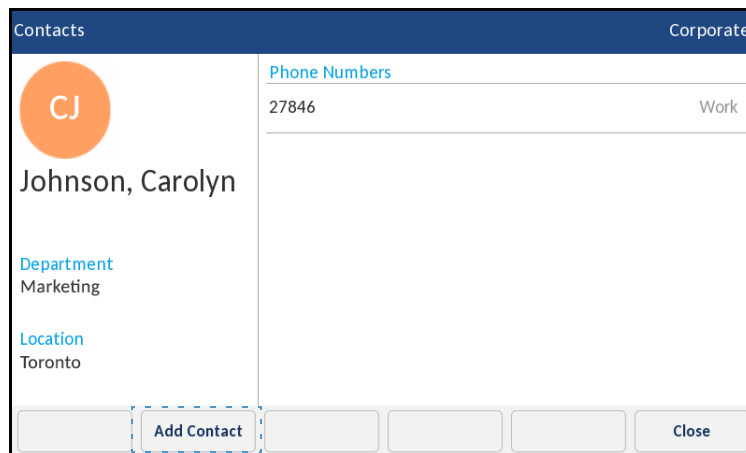 Contacts Corporate
CJ
Johnson, Carolyn
Department
Marketing
Location
Toronto
Phone Numbers
27846 Work
Add Contact Close